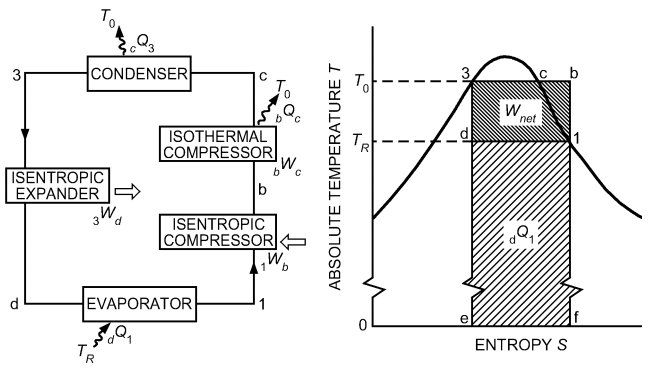 T0
cQ3
3
CONDENSER
c
T0
bQc
ISOTHERMAL
COMPRESSOR
bWc
ISENTROPIC
EXPANDER
3Wd
b
ISENTROPIC
COMPRESSOR
1Wb
d
EVAPORATOR
1
TR
dQ1
ABSOLUTE TEMPERATURE T
T0
3
c
b
Wnet
TR
d
1
dQ1
0
e
f
ENTROPY S